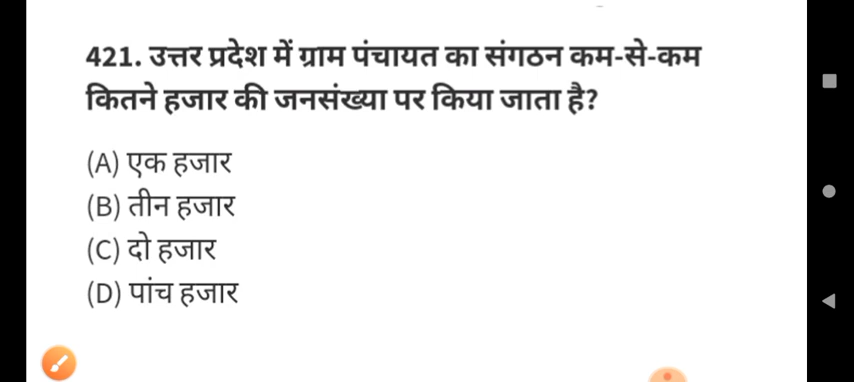 421. उत्तर प्रदेश में ग्राम पंचायत का संगठन कम-से-कम
कितने हजार की जनसंख्या पर किया जाता है?
(A) एक हजार
(B) तीन हजार
(C) दो हजार
(D) पांच हजार